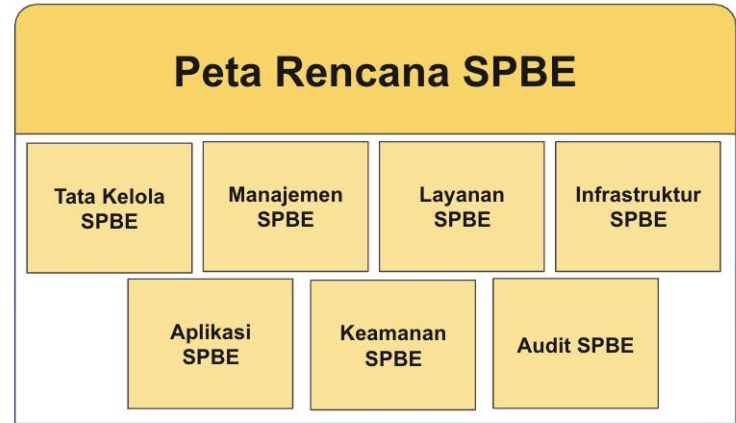 Peta Rencana SPBE
Tata Kelola
SPBE
Manajemen
SPBE
Layanan
SPBE
Infrastruktur
SPBE
Aplikasi
SPBE
Keamanan
SPBE
Audit SPBE